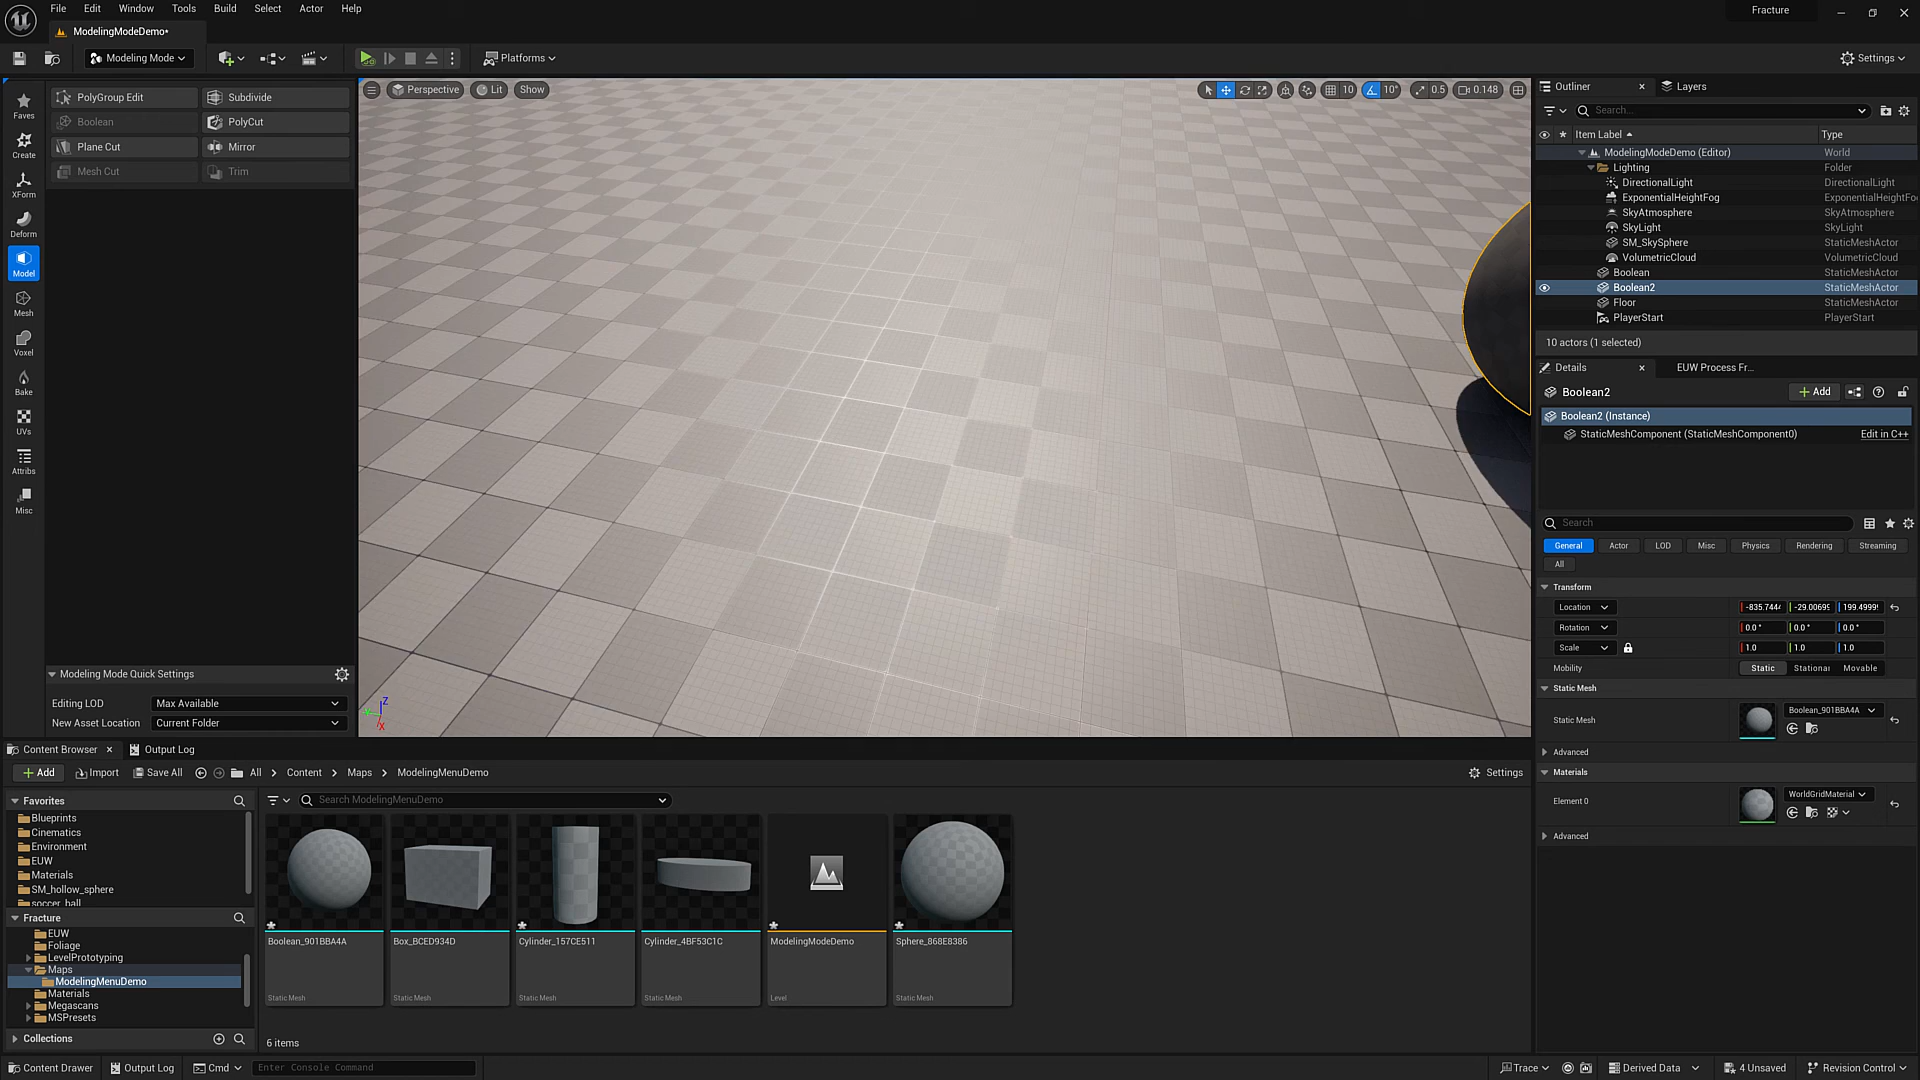 File Edit Window Tools Build Select Actor Help
Fracture
ModelingModeDemo*
Modeling Mode
Platforms
Settings
Faves
Create
XForm
Deform
Model
Mesh
Voxel
Bake
UVs
Attribs
Misc
PolyGroup Edit
Subdivide
Boolean
PolyCut
Plane Cut
Mirror
Mesh Cut
Trim
Modeling Mode Quick Settings
Editing LOD
Max Available
New Asset Location
Current Folder
Perspective
Lit
Show
10
10°
0.5
0.148
Z
X
Outliner
Layers
Search...
Item Label
Type
ModelingModeDemo (Editor)
World
Lighting
Folder
DirectionalLight
DirectionalLight
ExponentialHeightFog
ExponentialHeightFo
SkyAtmosphere
SkyAtmosphere
SkyLight
SkyLight
SM_SkySphere
StaticMeshActor
VolumetricCloud
VolumetricCloud
Boolean
StaticMeshActor
Boolean2
StaticMeshActor
Floor
StaticMeshActor
PlayerStart
PlayerStart
10 actors (1 selected)
Details
EUW Process Fr...
Boolean2
Add
Boolean2 (Instance)
StaticMeshComponent (StaticMeshComponent0)
Edit in C++
Search
General
Actor
LOD
Misc
Physics
Rendering
Streaming
All
Transform
Location
-835.744
-29.0069
199.4999
Rotation
0.0 °
0.0 °
0.0 °
Scale
1.0
1.0
1.0
Mobility
Static
Stationar
Movable
Static Mesh
Static Mesh
Boolean_901BBA4A
Advanced
Materials
Element 0
WorldGridMaterial
Advanced
Content Browser
Output Log
Add
Import
Save All
All
Content
Maps
ModelingMenuDemo
Settings
Favorites
Blueprints
Cinematics
Environment
EUW
Materials
SM_hollow_sphere
soccer_ball
Fracture
EUW
Foliage
LevelPrototyping
Maps
ModelingMenuDemo
Materials
Megascans
MSPresets
Collections
Search ModelingMenuDemo
Boolean_901BBA4A
Static Mesh
Box_BCED934D
Static Mesh
Cylinder_157CE511
Static Mesh
Cylinder_4BF53C1C
Static Mesh
ModelingModeDemo
Level
Sphere_868E8386
Static Mesh
6 items
Content Drawer
Output Log
Cmd
Enter Console Command
Trace
Derived Data
4 Unsaved
Revision Control